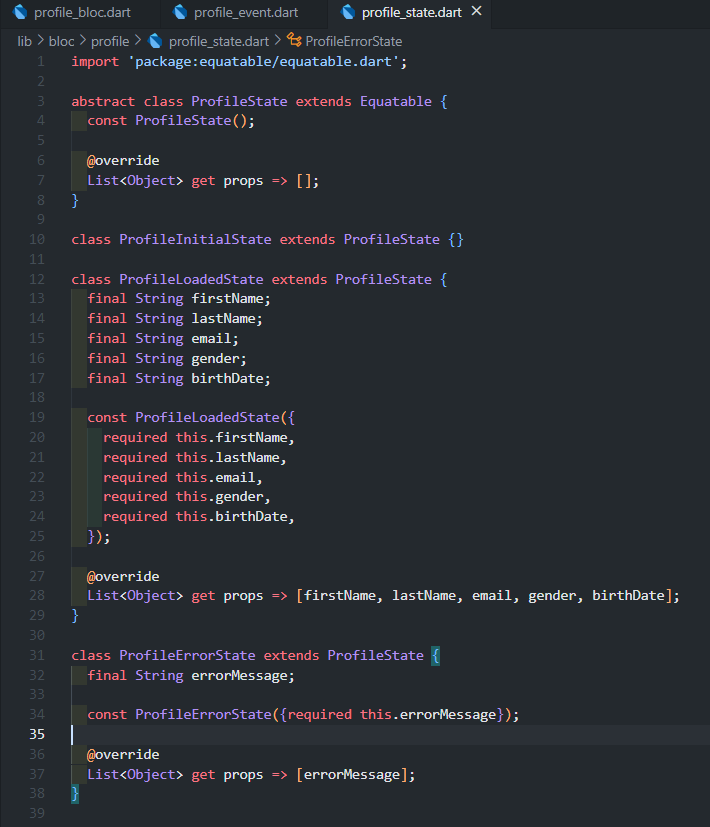 profile_bloc.dart profile_event.dart profile_state.dart ×
lib > bloc > profile > profile_state.dart > ProfileErrorState
1 import 'package:equatable/equatable.dart';
2
3 abstract class ProfileState extends Equatable {
4   const ProfileState();
5
6   @override
7   List<Object> get props => [];
8 }
9
10 class ProfileInitialState extends ProfileState {}
11
12 class ProfileLoadedState extends ProfileState {
13   final String firstName;
14   final String lastName;
15   final String email;
16   final String gender;
17   final String birthDate;
18
19   const ProfileLoadedState({
20     required this.firstName,
21     required this.lastName,
22     required this.email,
23     required this.gender,
24     required this.birthDate,
25   });
26
27   @override
28   List<Object> get props => [firstName, lastName, email, gender, birthDate];
29 }
30
31 class ProfileErrorState extends ProfileState {
32   final String errorMessage;
33
34   const ProfileErrorState({required this.errorMessage});
35
36   @override
37   List<Object> get props => [errorMessage];
38 }
39